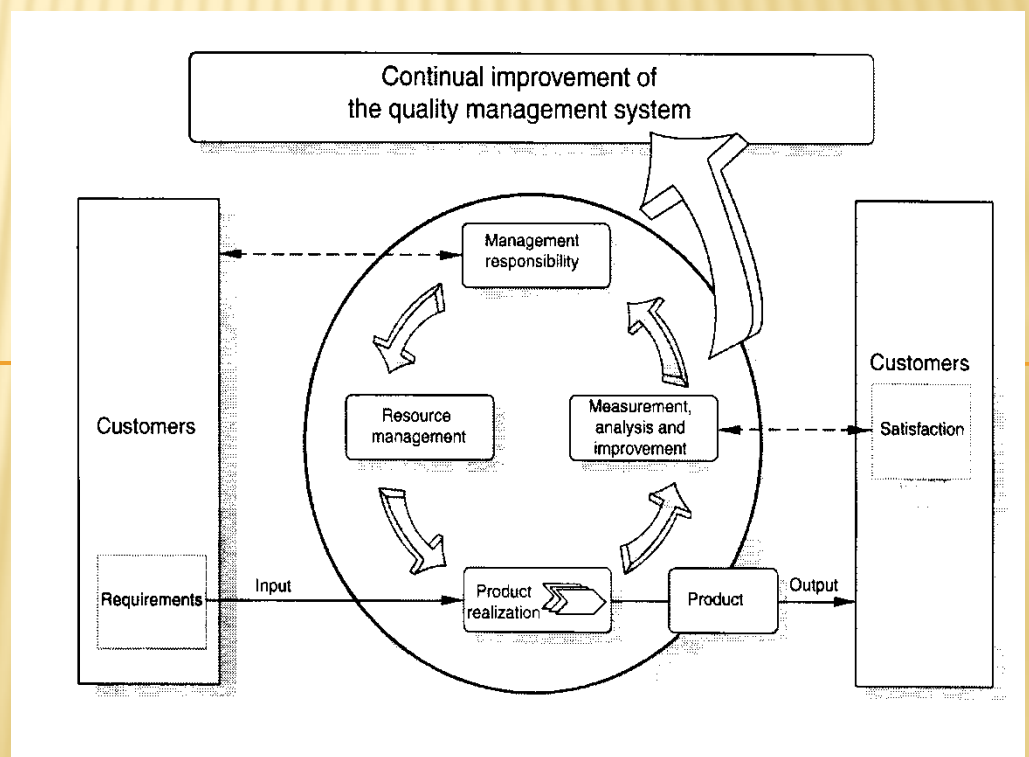 Continual improvement of
the quality management system
Management
responsibility
Customers
Resource
management
Measurement,
analysis and
improvement
Customers
Satisfaction
Requirements
Input
Product
realization
Product
Output